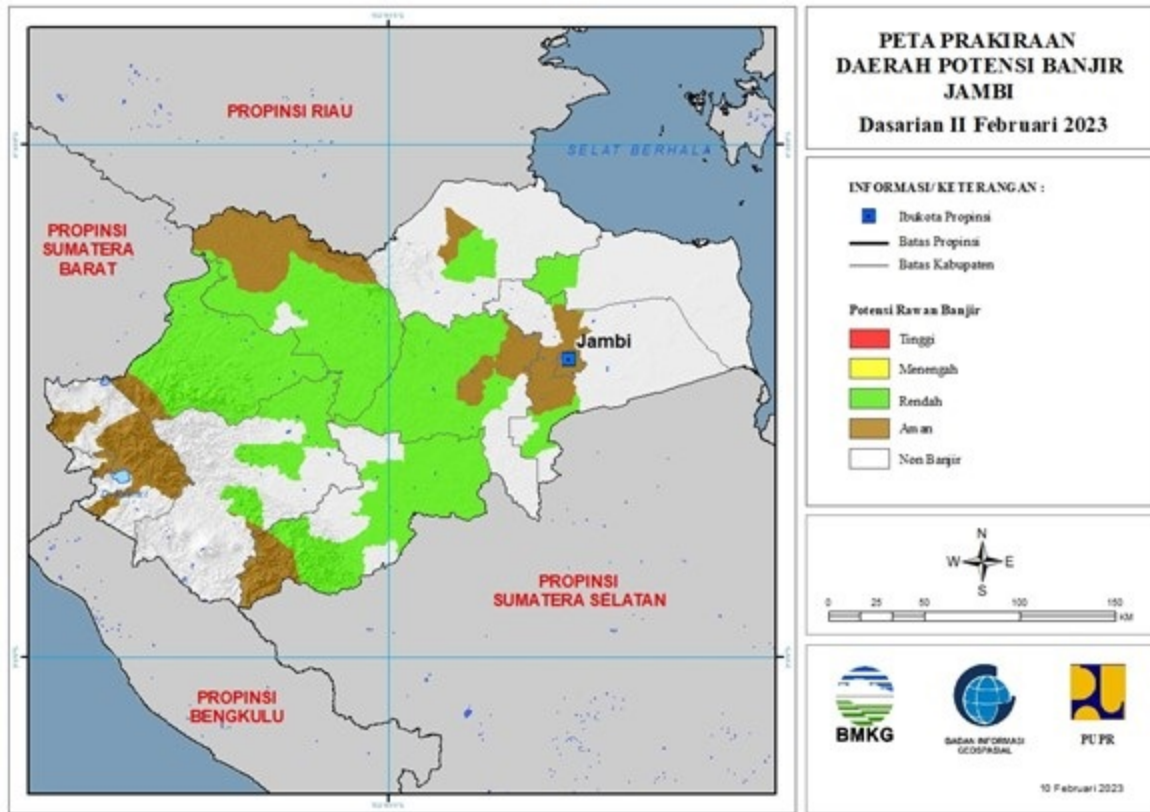 PROPINSI RIAU
SELAT BERHALA
PROPINSI
SUMATERA
BARAT
Jambi
PROPINSI
SUMATERA SELATAN
PROPINSI
BENGKULU
PETA PRAKIRAAN
DAERAH POTENSI BANJIR
JAMBI
Dasarian II Februari 2023
INFORMASI/KETERANGAN :
Ibukota Propinsi
Batas Propinsi
Batas Kabupaten
Potensi Rawan Banjir
Tinggi
Menengah
Rendah
Aman
Non Banjir
N
W E
S
0 25 50 100 150
KM
BMKG
BADAN INFORMASI
GEOSPASIAL
PUPR
10 Februari 2023